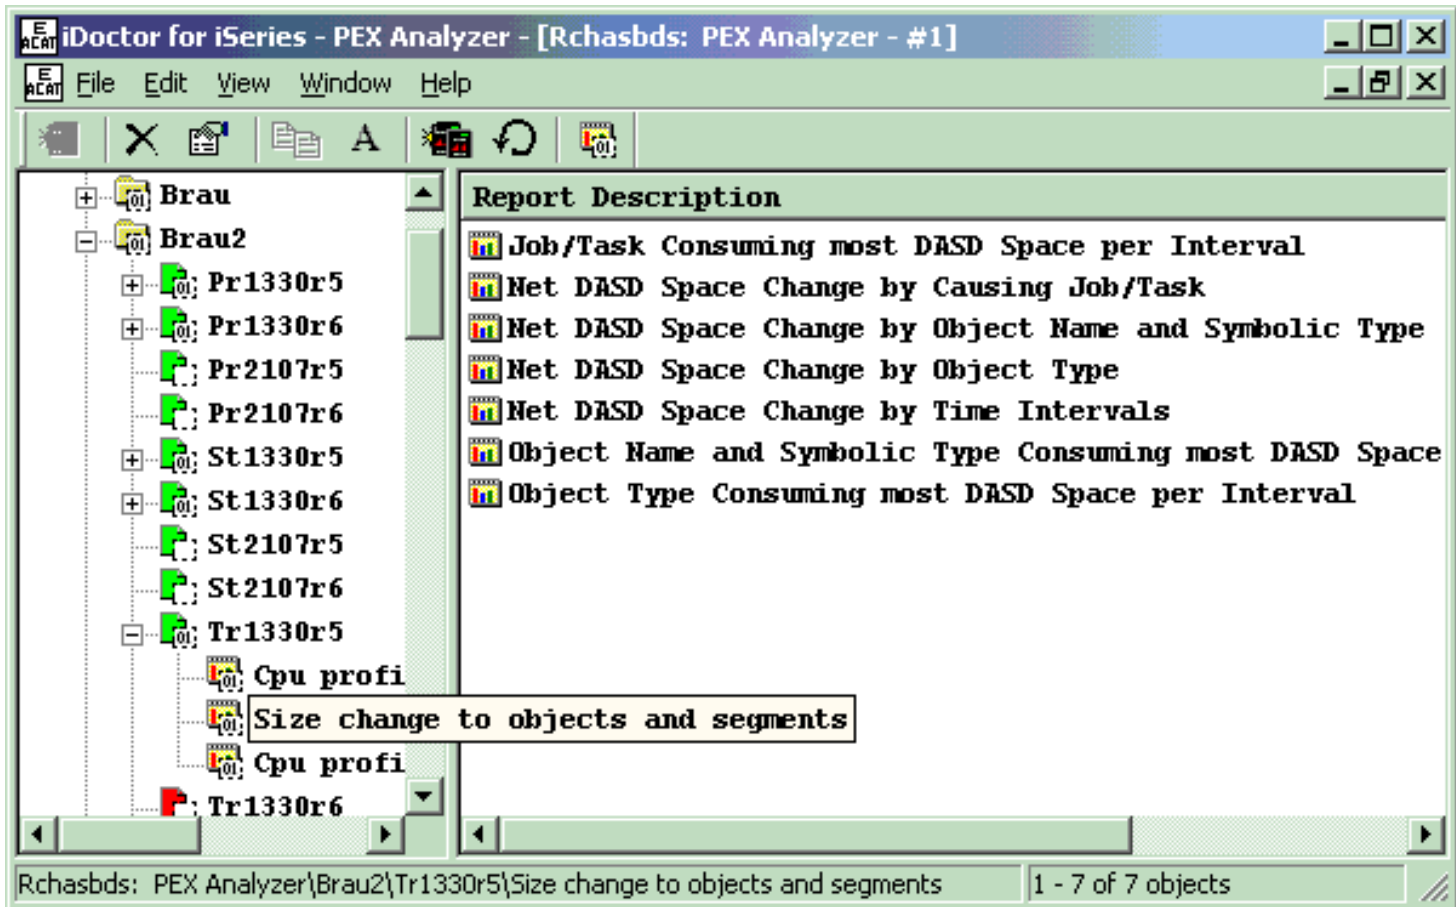 iDoctor for iSeries - PEX Analyzer - [Rchasbds: PEX Analyzer - #1]
File Edit View Window Help
A
Brau
Brau2
Pr1330r5
Pr1330r6
Pr2107r5
Pr2107r6
St1330r5
St1330r6
St2107r5
St2107r6
Tr1330r5
Cpu profi
Size change to objects and segments
Cpu profi
Tr1330r6
Report Description
Job/Task Consuming most DASD Space per Interval
Net DASD Space Change by Causing Job/Task
Net DASD Space Change by Object Name and Symbolic Type
Net DASD Space Change by Object Type
Net DASD Space Change by Time Intervals
Object Name and Symbolic Type Consuming most DASD Space
Object Type Consuming most DASD Space per Interval
Rchasbds: PEX Analyzer\Brau2\Tr1330r5\Size change to objects and segments
1 - 7 of 7 objects